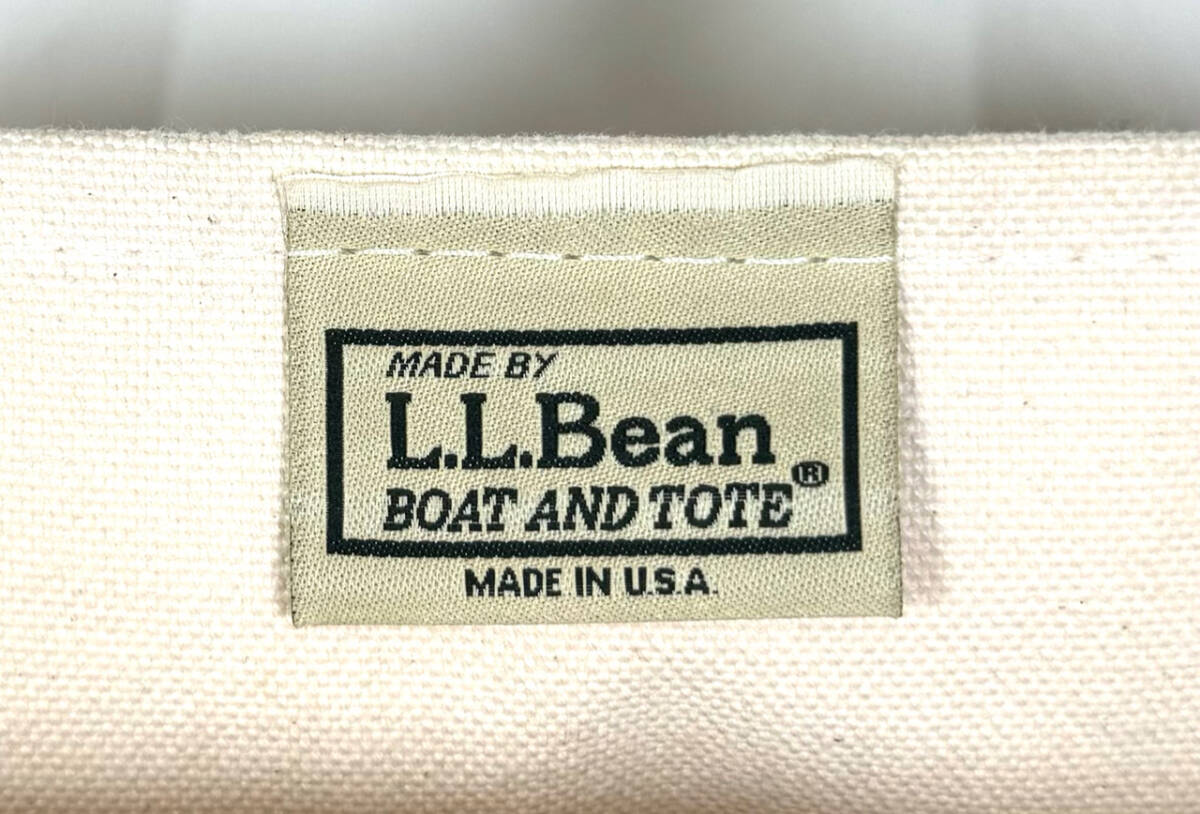 MADE BY
L.L.Bean
BOAT AND TOTE®
MADE IN U.S.A.